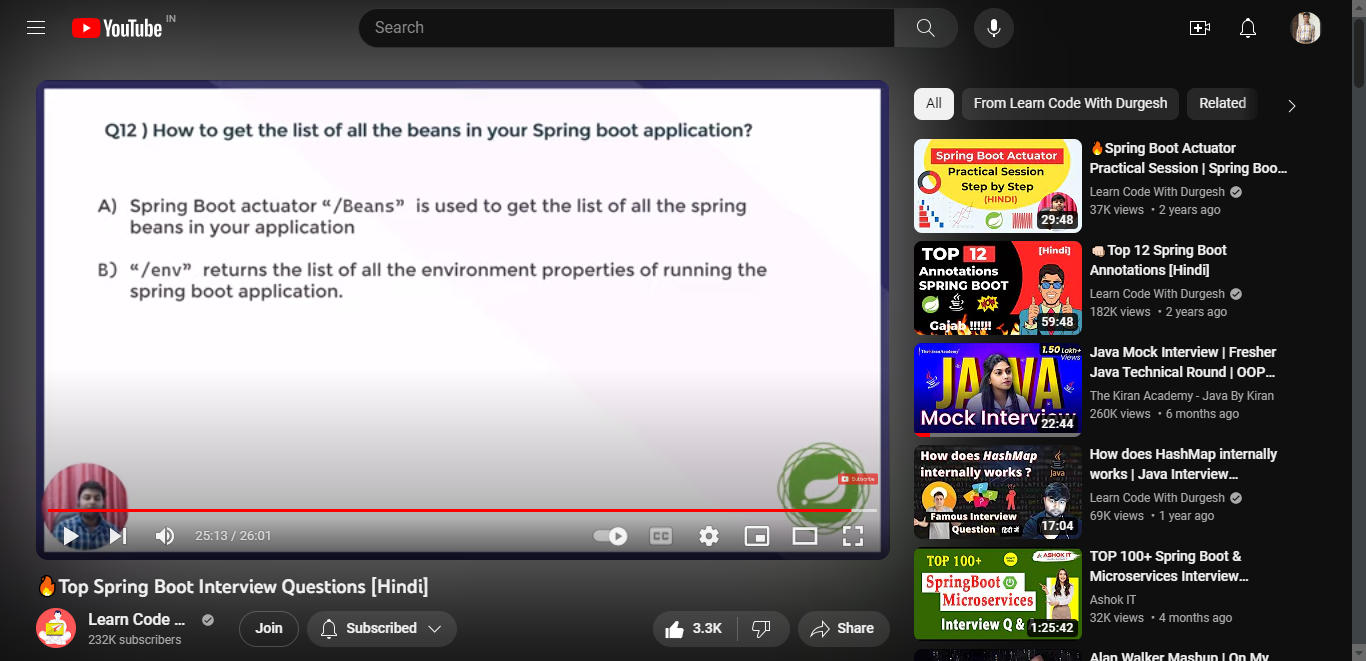 YouTube IN
Search
Q12 ) How to get the list of all the beans in your Spring boot application?
A) Spring Boot actuator “/Beans” is used to get the list of all the spring
beans in your application
B) “/env” returns the list of all the environment properties of running the
spring boot application.
Subscribe
25:13 / 26:01
CC
🔥Top Spring Boot Interview Questions [Hindi]
Learn Code ...
232K subscribers
Join
Subscribed
3.3K
Share
All
From Learn Code With Durgesh
Related
Spring Boot Actuator
Practical Session
Step by Step
(HINDI)
29:48
🔥Spring Boot Actuator
Practical Session | Spring Boo...
Learn Code With Durgesh
37K views • 2 years ago
TOP 12
[Hindi]
Annotations
SPRING BOOT
Gajab !!!!!!
59:48
👊🏻Top 12 Spring Boot
Annotations [Hindi]
Learn Code With Durgesh
182K views • 2 years ago
1.50 Lakh+
Views
JAVA
Mock Interview
22:44
Java Mock Interview | Fresher
Java Technical Round | OOP...
The Kiran Academy - Java By Kiran
260K views • 6 months ago
How does HashMap
internally works ?
Java
Famous Interview
Question
17:04
How does HashMap internally
works | Java Interview...
Learn Code With Durgesh
69K views • 1 year ago
TOP 100+
ASHOK IT
SpringBoot
Microservices
Interview Q &
1:25:42
TOP 100+ Spring Boot &
Microservices Interview...
Ashok IT
32K views • 4 months ago
Alan Walker Mashup | On My